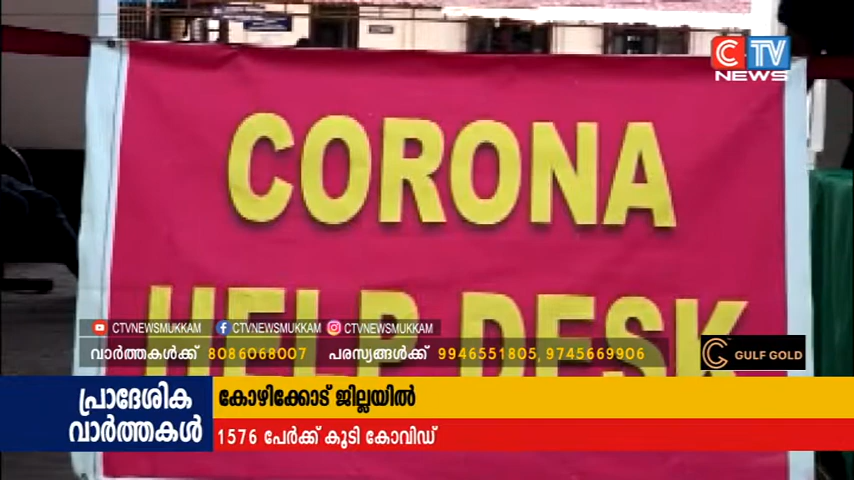 CTV
NEWS
CORONA
HELP DESK
CTVNEWSMUKKAM CTVNEWSMUKKAM CTVNEWSMUKKAM
വാർത്തകൾക്ക് 8086068007 പരസ്യങ്ങൾക്ക് 9946551805, 9745669906
GULF GOLD
പ്രാദേശിക
വാർത്തകൾ
കോഴിക്കോട് ജില്ലയിൽ
1576 പേർക്ക് കൂടി കോവിഡ്